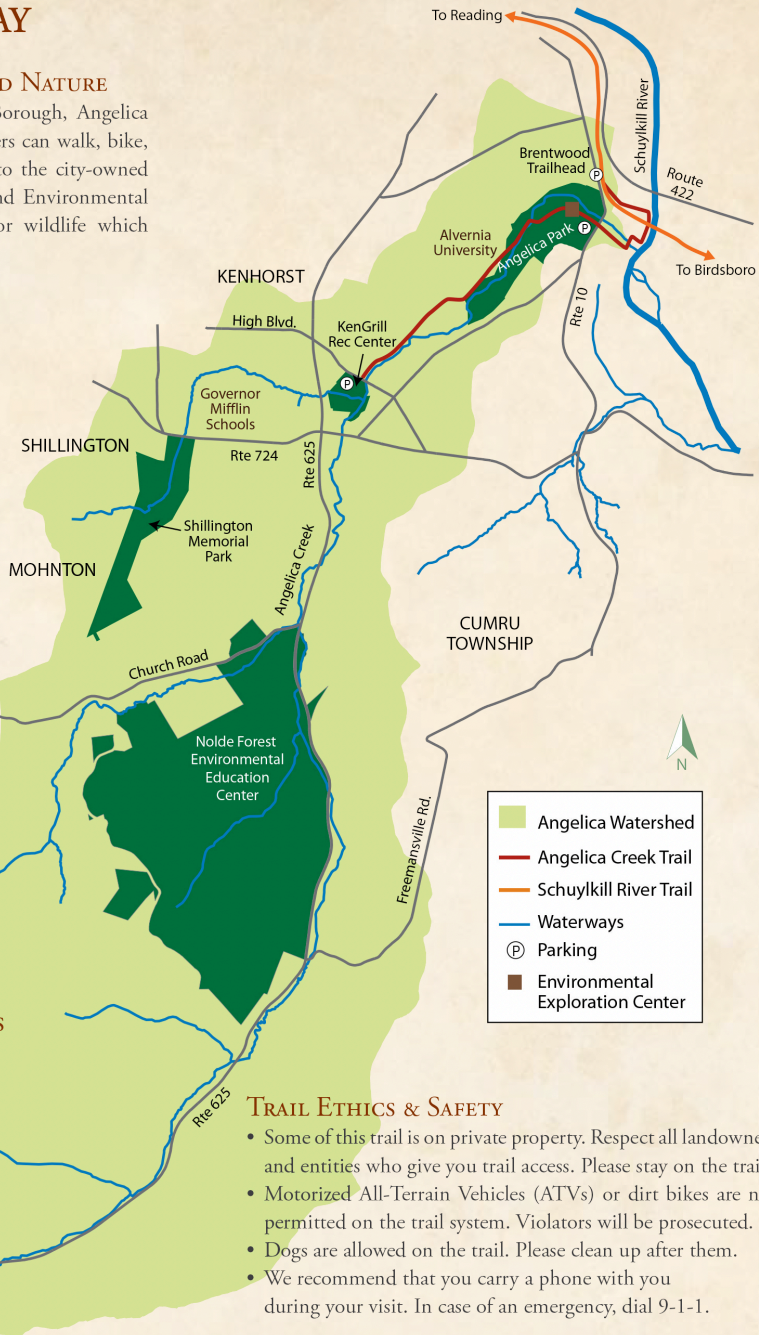 AY
D NATURE
Borough, Angelica
ers can walk, bike,
to the city-owned
nd Environmental
or wildlife which
To Reading
Schuylkill River
Brentwood
Trailhead
P
Route
422
Alvernia
University
Angelica Park
P
To Birdsboro
KENHORST
Rte 10
High Blvd.
KenGrill
Rec Center
P
Governor
Mifflin
Schools
SHILLINGTON
Rte 724
Rte 625
Shillington
Memorial
Park
MOHNTON
Angelica Creek
CUMRU
TOWNSHIP
Church Road
Nolde Forest
Environmental
Education
Center
N
Freemansville Rd.
Angelica Watershed
Angelica Creek Trail
Schuylkill River Trail
Waterways
P Parking
Environmental
Exploration Center
S
Rte 625
TRAIL ETHICS & SAFETY
• Some of this trail is on private property. Respect all landowne
and entities who give you trail access. Please stay on the trai
• Motorized All-Terrain Vehicles (ATVs) or dirt bikes are n
permitted on the trail system. Violators will be prosecuted.
• Dogs are allowed on the trail. Please clean up after them.
• We recommend that you carry a phone with you
during your visit. In case of an emergency, dial 9-1-1.